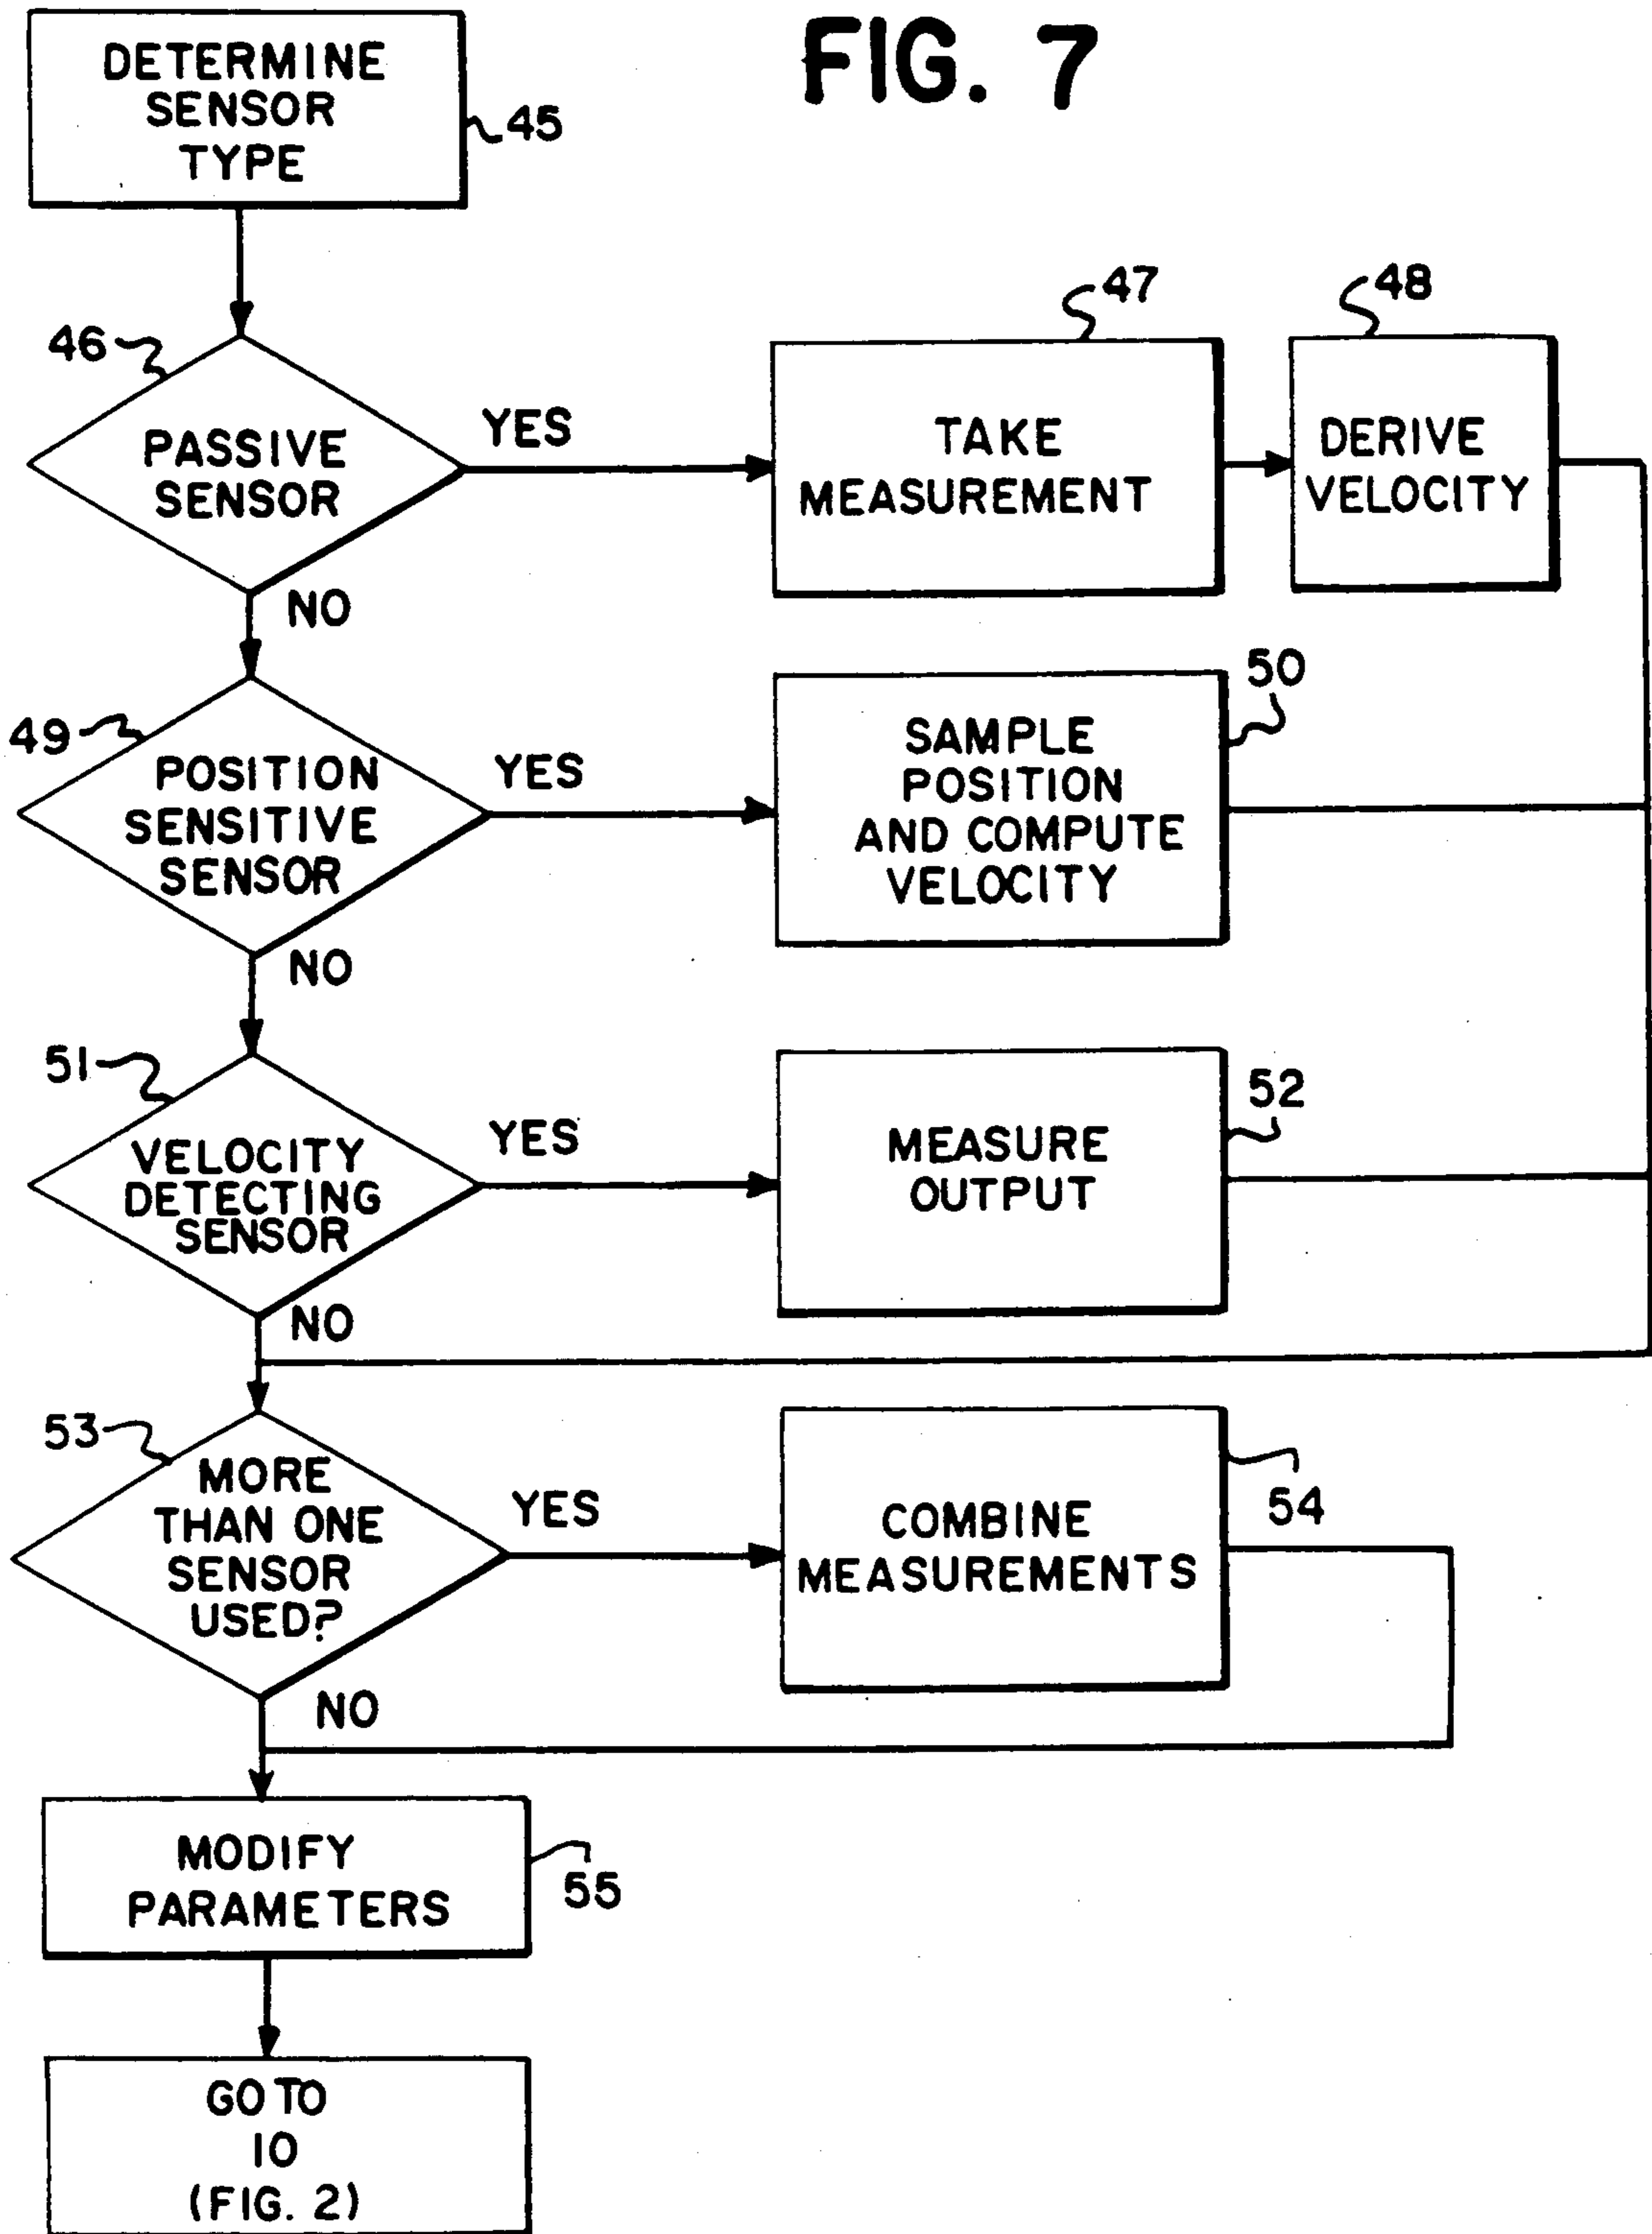 FIG. 7
DETERMINE
SENSOR
TYPE
45
46
PASSIVE
SENSOR
YES
NO
47
TAKE
MEASUREMENT
48
DERIVE
VELOCITY
49
POSITION
SENSITIVE
SENSOR
YES
NO
50
SAMPLE
POSITION
AND COMPUTE
VELOCITY
51
VELOCITY
DETECTING
SENSOR
YES
NO
52
MEASURE
OUTPUT
53
MORE
THAN ONE
SENSOR
USED?
YES
NO
54
COMBINE
MEASUREMENTS
MODIFY
PARAMETERS
55
GO TO
10
(FIG. 2)